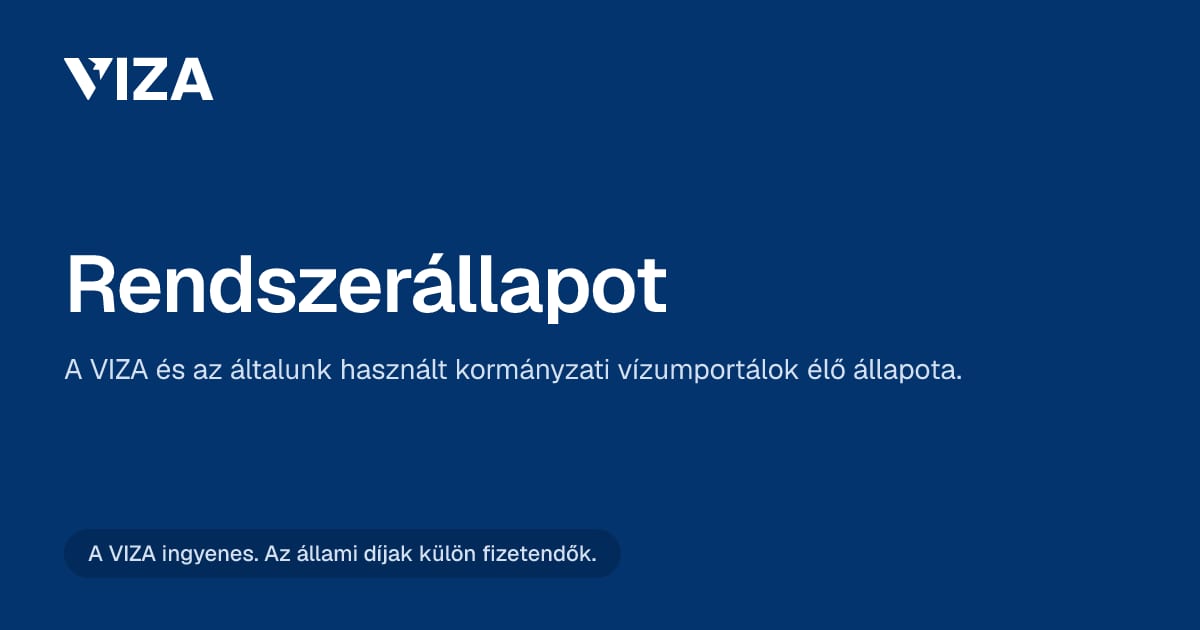 VIZA
Rendszerállapot
A VIZA és az általunk használt kormányzati vízumportálok élő állapota.
A VIZA ingyenes. Az állami díjak külön fizetendők.